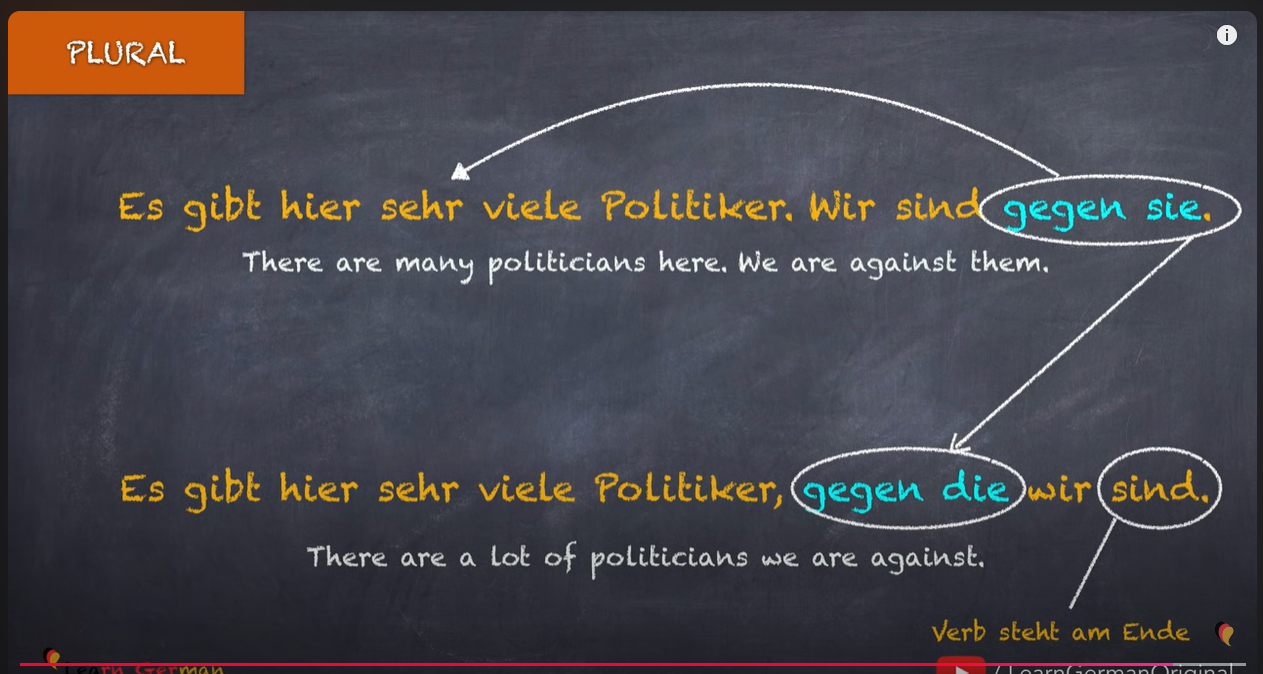 PLURAL
Es gibt hier sehr viele Politiker. Wir sind gegen sie.
There are many politicians here. We are against them.
Es gibt hier sehr viele Politiker, gegen die wir sind.
There are a lot of politicians we are against.
Verb steht am Ende
Learn German
/LearnGermanOriginal